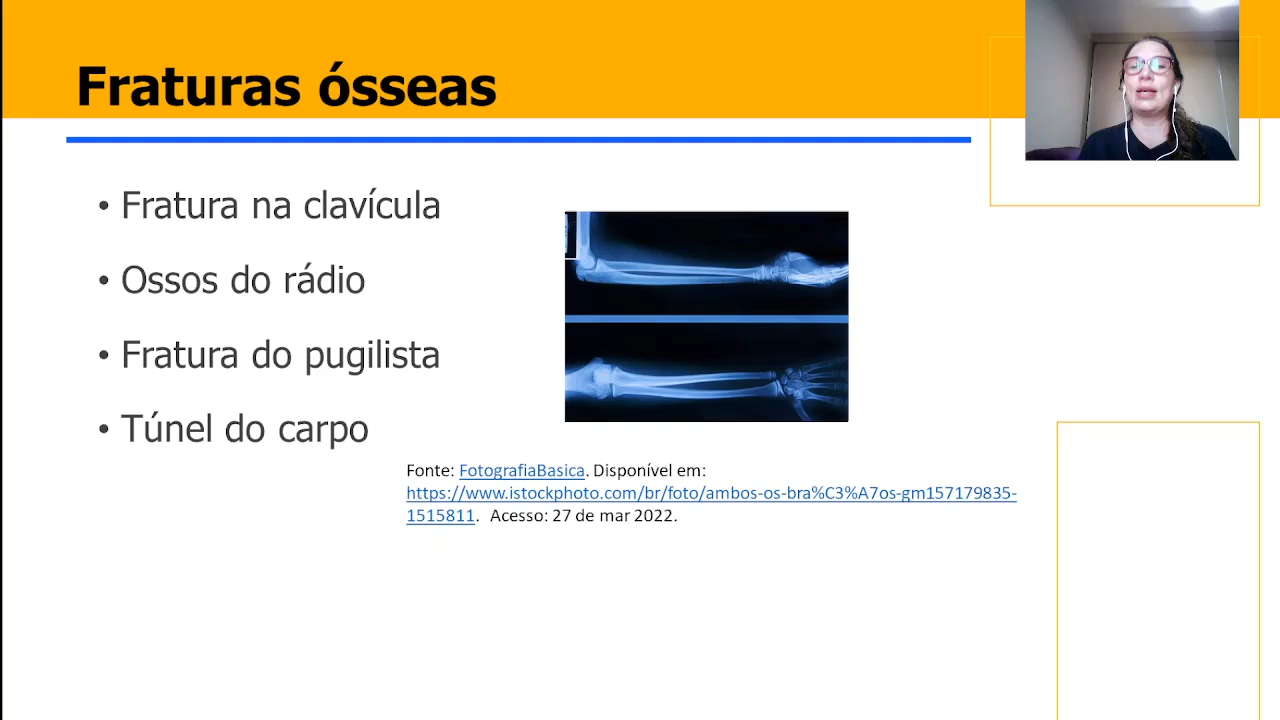 Fraturas ósseas
• Fratura na clavícula
• Ossos do rádio
• Fratura do pugilista
• Túnel do carpo
Fonte: FotografiaBasica. Disponível em:
https://www.istockphoto.com/br/foto/ambos-os-bra%C3%A7os-gm157179835-
1515811. Acesso: 27 de mar 2022.